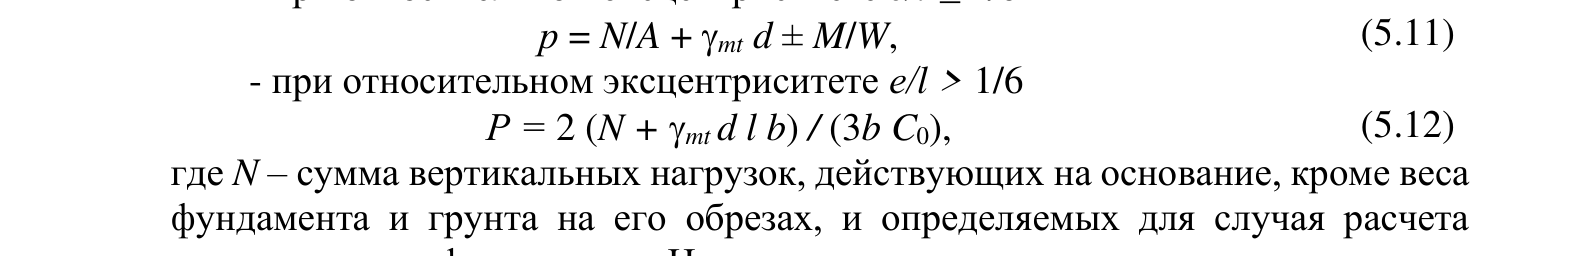 p = N/A + γmt d ± M/W, (5.11)
- при относительном эксцентриситете e/l > 1/6
P = 2 (N + γmt d l b) / (3b C0), (5.12)
где N – сумма вертикальных нагрузок, действующих на основание, кроме веса
фундамента и грунта на его обрезах, и определяемых для случая расчета